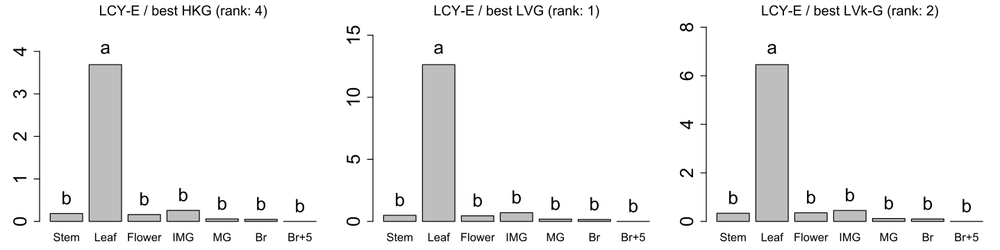 LCY-E / best HKG (rank: 4)
4
3
2
1
0
b
a
b
b
b
b
b
Stem Leaf Flower IMG MG Br Br+5
LCY-E / best LVG (rank: 1)
15
10
5
0
b
a
b
b
b
b
b
Stem Leaf Flower IMG MG Br Br+5
LCY-E / best LVk-G (rank: 2)
8
6
4
2
0
b
a
b
b
b
b
b
Stem Leaf Flower IMG MG Br Br+5